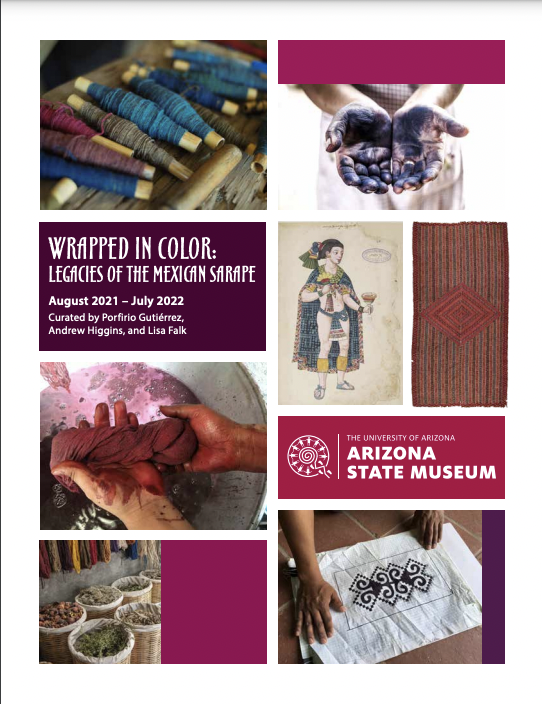 WRAPPED IN COLOR:
LEGACIES OF THE MEXICAN SARAPE
August 2021 – July 2022
Curated by Porfirio Gutiérrez,
Andrew Higgins, and Lisa Falk
THE UNIVERSITY OF ARIZONA
ARIZONA
STATE MUSEUM